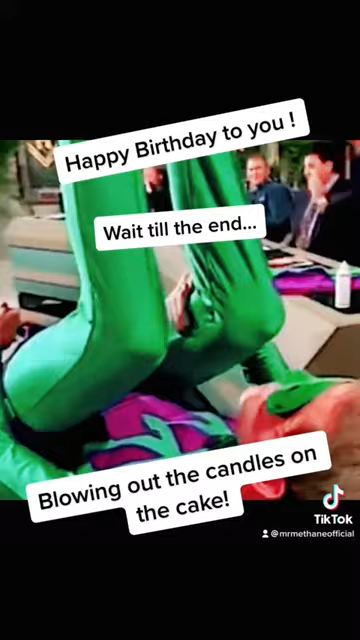 Happy Birthday to you !
Wait till the end...
Blowing out the candles on
the cake!
TikTok
@mrmethaneofficial